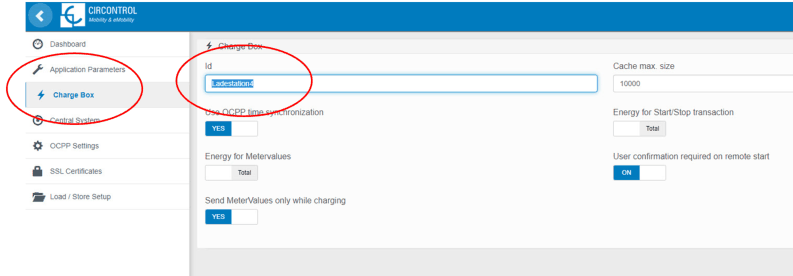 CIRCONTROL
Mobility & eMobility
Dashboard
Application Parameters
Charge Box
Central System
OCPP Settings
SSL Certificates
Load / Store Setup
Charge Box
Id
Ladestation4
Cache max. size
10000
Use OCPP time synchronization
YES
Energy for Start/Stop transaction
Total
Energy for Metervalues
Total
User confirmation required on remote start
ON
Send MeterValues only while charging
YES